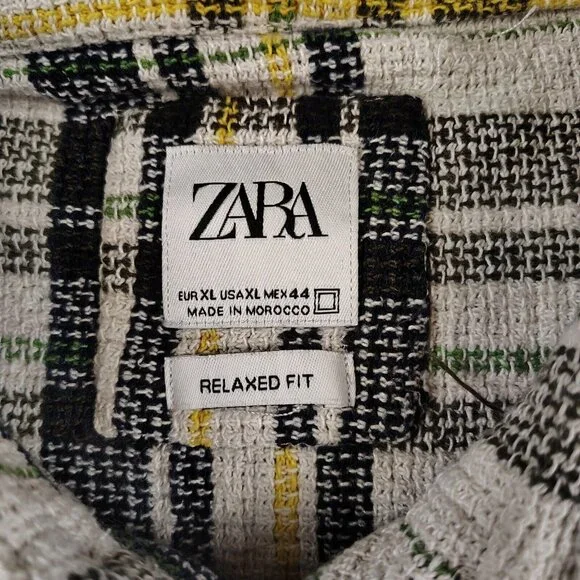 ZARA
EUR XL USA XL MEX 44
MADE IN MOROCCO
RELAXED FIT